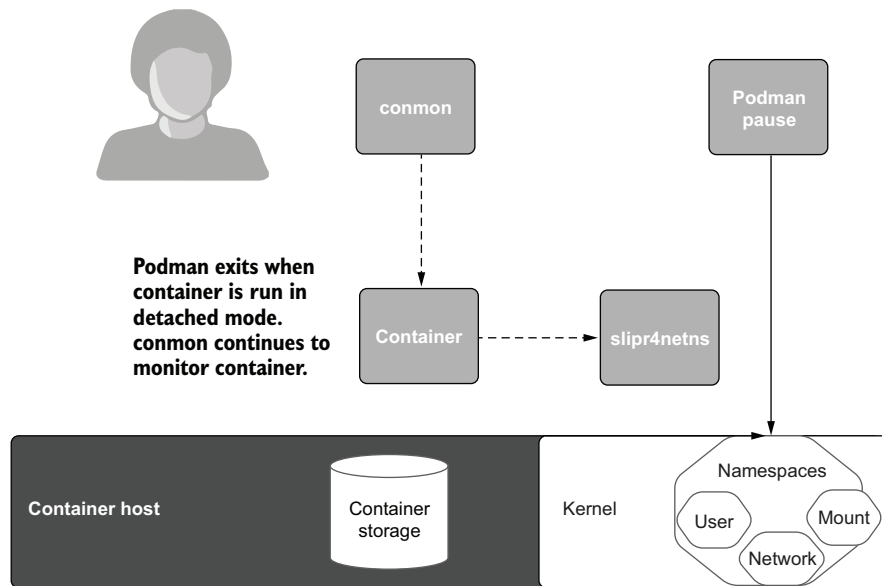 conmon
Podman
pause
Podman exits when
container is run in
detached mode.
conmon continues to
monitor container.
Container
slipr4netns
Container host
Container
storage
Kernel
Namespaces
User
Mount
Network